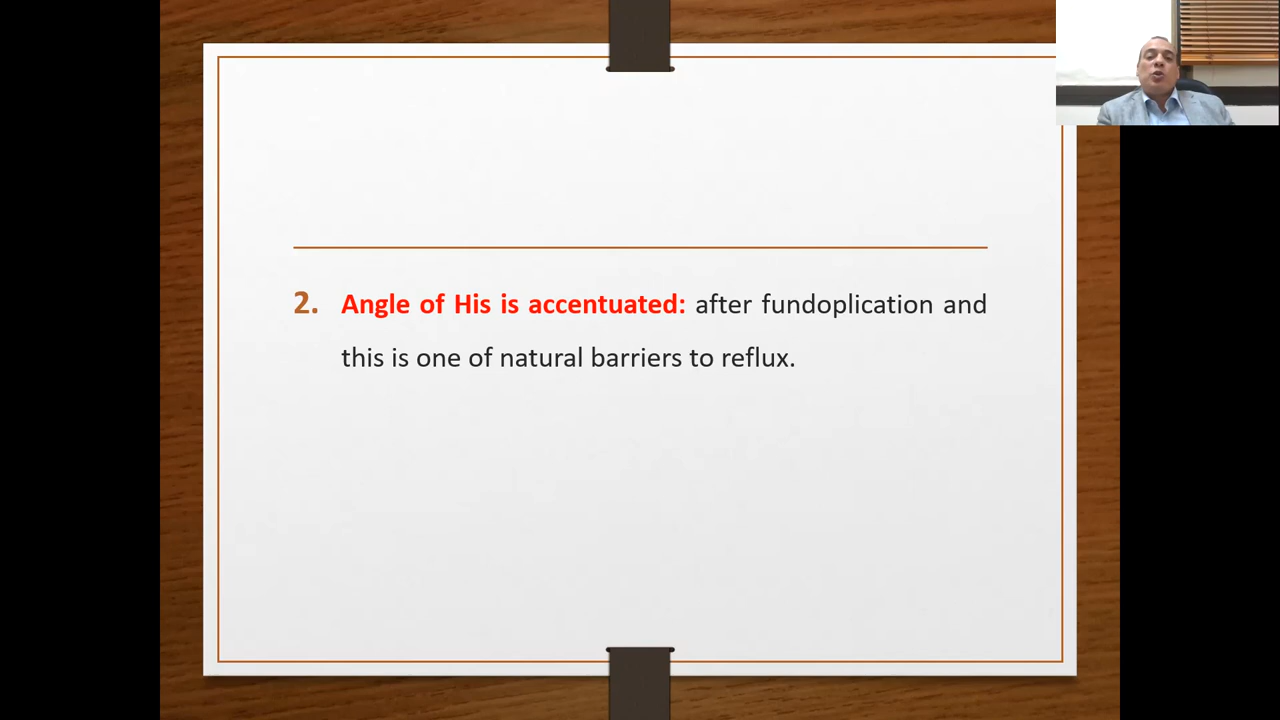 2. Angle of His is accentuated: after fundoplication and
this is one of natural barriers to reflux.